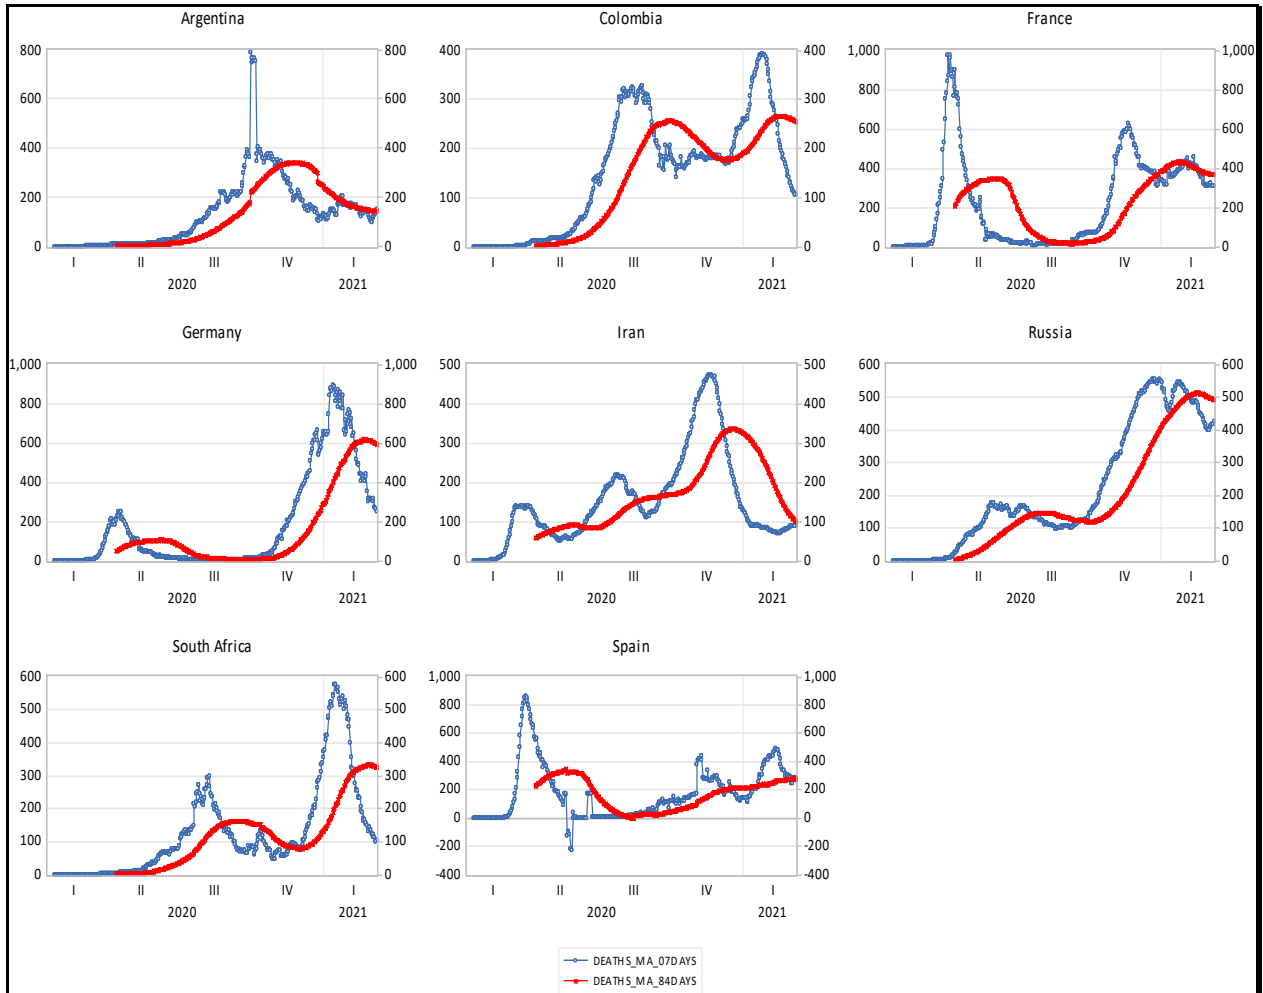 Argentina Colombia France
800 800 400 400 1,000 1,000
600 600 300 300 800 800
400 400 200 200 600 600
200 200 100 100 400 400
0 0 0 0 200 200
0 0
I II III IV I I II III IV I I II III IV I
2020 2021 2020 2021 2020 2021
Germany Iran Russia
1,000 1,000 500 500 600 600
800 800 400 400 500 500
600 600 300 300 400 400
400 400 200 200 300 300
200 200 100 100 200 200
0 0 0 0 100 100
0 0
I II III IV I I II III IV I I II III IV I
2020 2021 2020 2021 2020 2021
South Africa Spain
600 600 1,000 1,000
500 500 800 800
400 400 600 600
300 300 400 400
200 200 200 200
100 100 0 0
0 0 -200 -200
-400 -400
I II III IV I I II III IV I
2020 2021 2020 2021
DEATHS_MA_07DAYS
DEATHS_MA_84DAYS